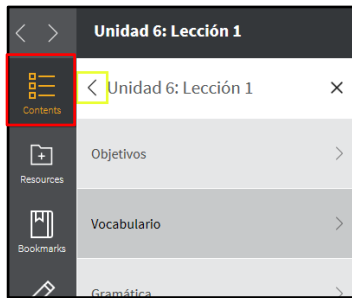 Unidad 6: Lección 1
Contents
Unidad 6: Lección 1
Resources
Objetivos
Bookmarks
Vocabulario
Gramática